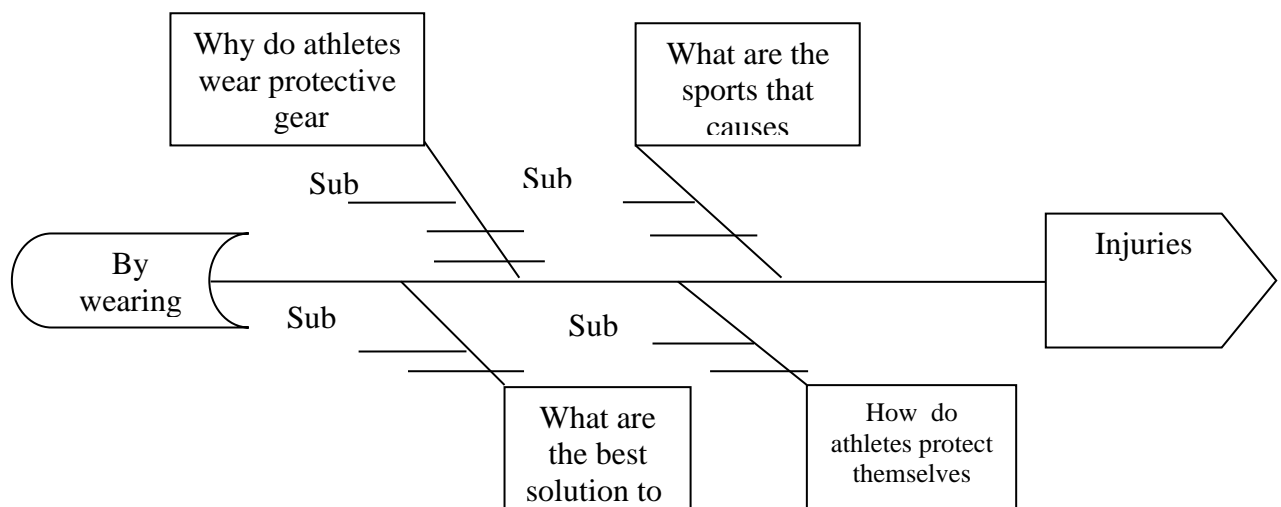 Why do athletes
wear protective
gear
What are the
sports that
causes
Sub
Sub
By
wearing
Injuries
Sub
Sub
What are
the best
solution to
How do
athletes protect
themselves